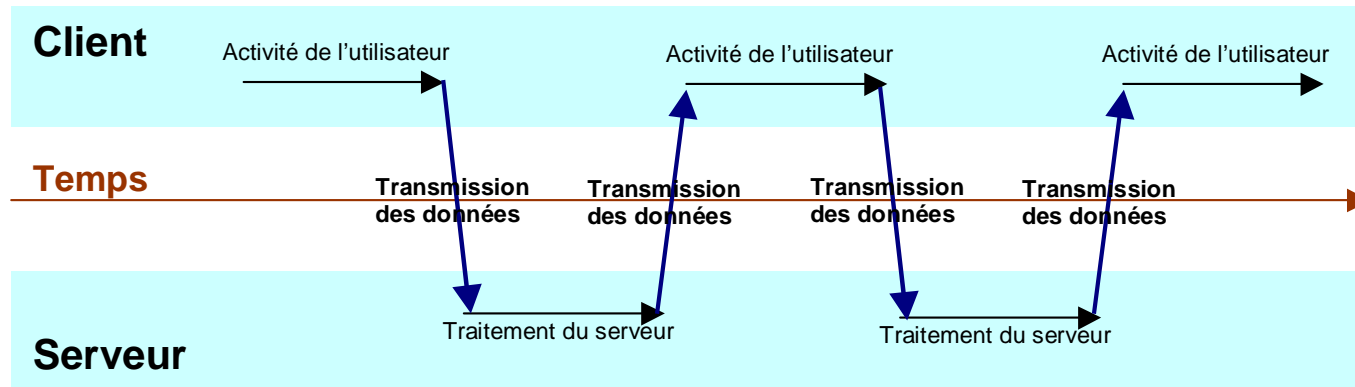 Client
Activité de l’utilisateur
Activité de l’utilisateur
Activité de l’utilisateur
Temps
Transmission
des données
Transmission
des données
Transmission
des données
Transmission
des données
Traitement du serveur
Traitement du serveur
Serveur